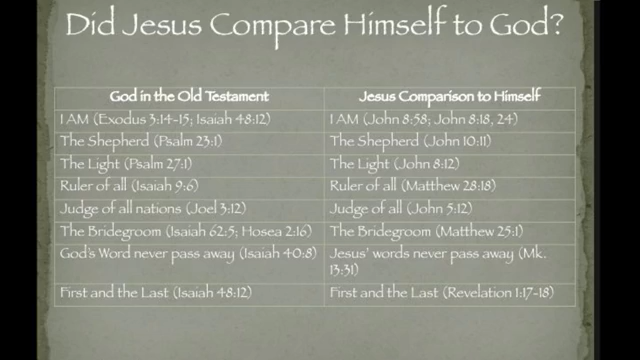 Did Jesus Compare Himself to God?
God in the Old Testament Jesus Comparison to Himself
I AM (Exodus 3:14-15; Isaiah 48:12) I AM (John 8:58; John 8:18, 24)
The Shepherd (Psalm 23:1) The Shepherd (John 10:11)
The Light (Psalm 27:1) The Light (John 8:12)
Ruler of all (Isaiah 9:6) Ruler of all (Matthew 28:18)
Judge of all nations (Joel 3:12) Judge of all (John 5:12)
The Bridegroom (Isaiah 62:5; Hosea 2:16) The Bridegroom (Matthew 25:1)
God's Word never pass away (Isaiah 40:8) Jesus' words never pass away (Mk.
13:31)
First and the Last (Isaiah 48:12) First and the Last (Revelation 1:17-18)